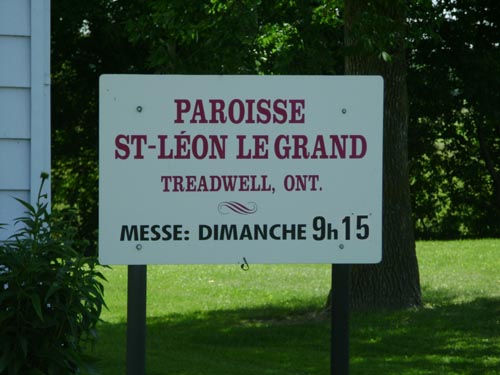 PAROISSE
ST-LÉON LE GRAND
TREADWELL, ONT.
MESSE: DIMANCHE 9h15